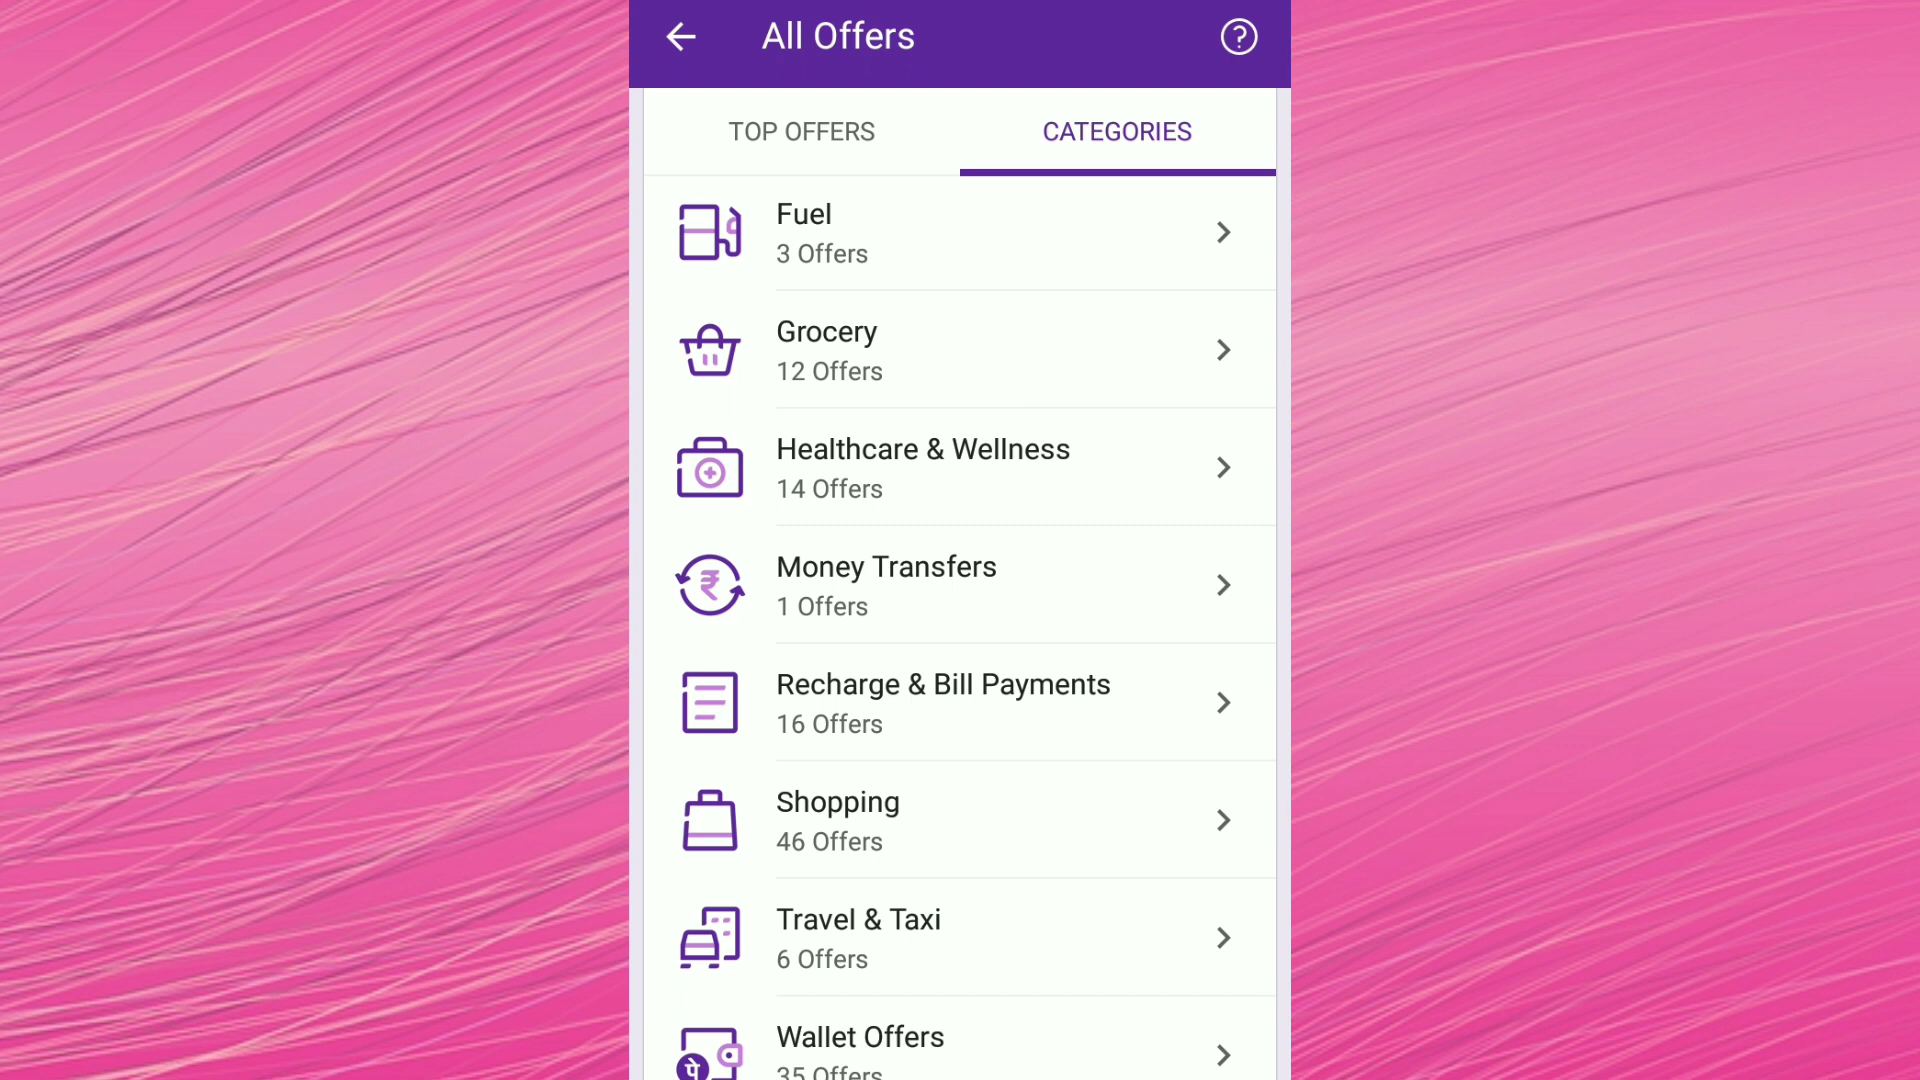 All Offers
TOP OFFERS
CATEGORIES
Fuel
3 Offers
Grocery
12 Offers
Healthcare & Wellness
14 Offers
Money Transfers
₹
1 Offers
Recharge & Bill Payments
16 Offers
Shopping
46 Offers
Travel & Taxi
6 Offers
Wallet Offers
पे
35 Offers